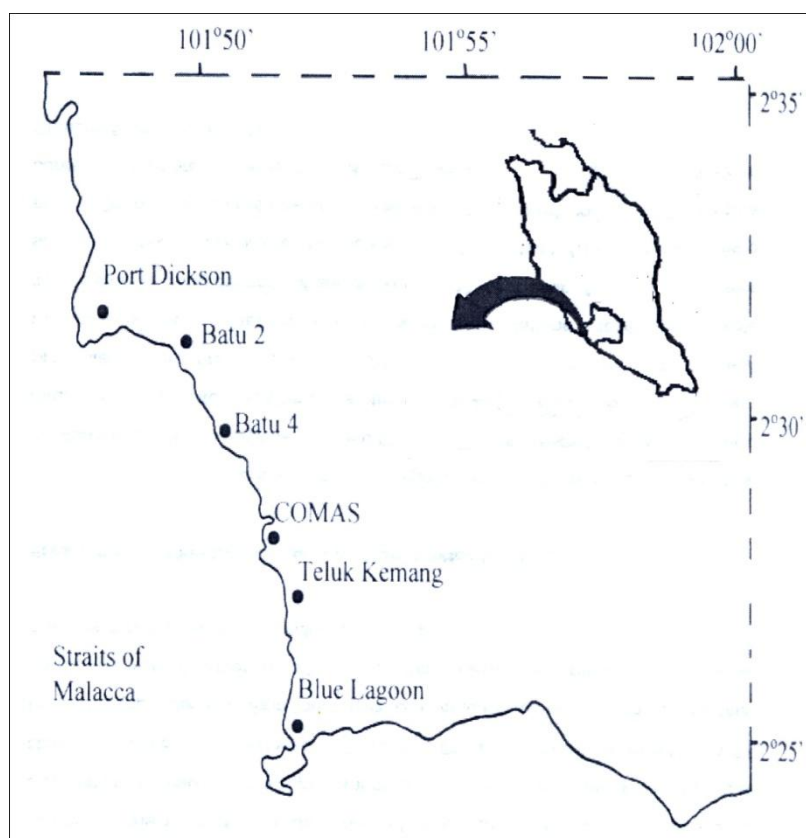 101°50' 101°55' 102°00'
2°35'
Port Dickson
Batu 2
Batu 4
2°30'
COMAS
Teluk Kemang
Straits of
Malacca
Blue Lagoon
2°25'